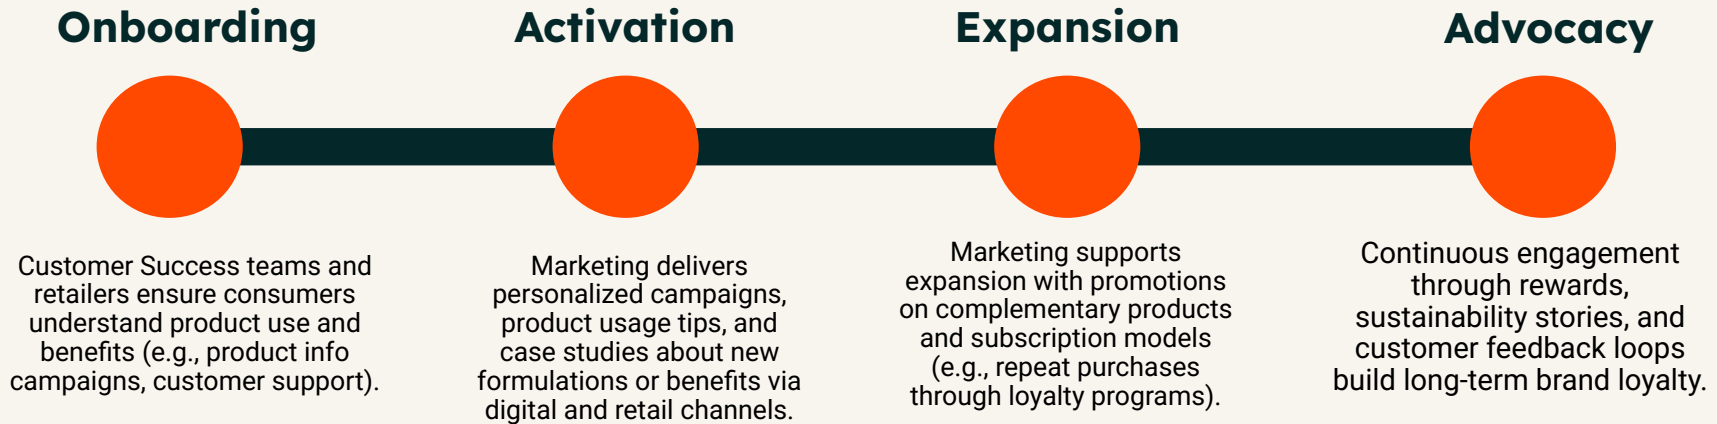 Onboarding
Customer Success teams and
retailers ensure consumers
understand product use and
benefits (e.g., product info
campaigns, customer support).
Activation
Marketing delivers
personalized campaigns,
product usage tips, and
case studies about new
formulations or benefits via
digital and retail channels.
Expansion
Marketing supports
expansion with promotions
on complementary products
and subscription models
(e.g., repeat purchases
through loyalty programs).
Advocacy
Continuous engagement
through rewards,
sustainability stories, and
customer feedback loops
build long-term brand loyalty.